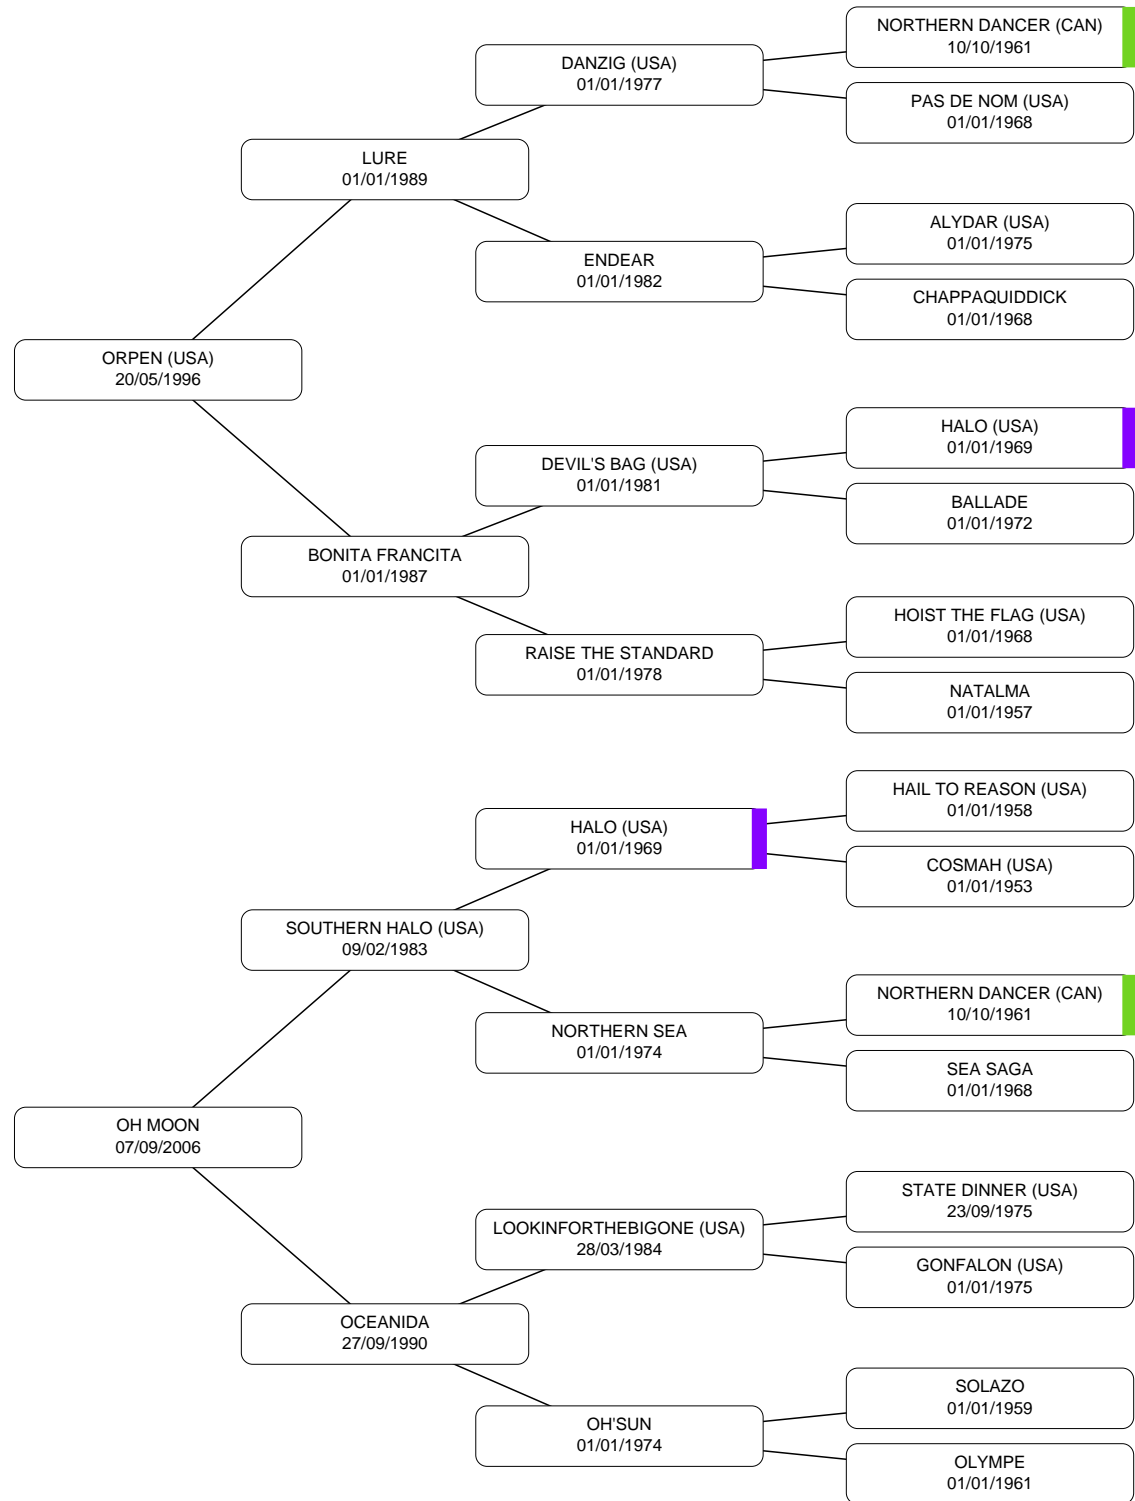 NORTHERN DANCER (CAN)
10/10/1961
DANZIG (USA)
01/01/1977
PAS DE NOM (USA)
01/01/1968
LURE
01/01/1989
ALYDAR (USA)
01/01/1975
ENDEAR
01/01/1982
CHAPPAQUIDDICK
01/01/1968
ORPEN (USA)
20/05/1996
HALO (USA)
01/01/1969
DEVIL'S BAG (USA)
01/01/1981
BALLADE
01/01/1972
BONITA FRANCITA
01/01/1987
HOIST THE FLAG (USA)
01/01/1968
RAISE THE STANDARD
01/01/1978
NATALMA
01/01/1957
HAIL TO REASON (USA)
01/01/1958
HALO (USA)
01/01/1969
COSMAH (USA)
01/01/1953
SOUTHERN HALO (USA)
09/02/1983
NORTHERN DANCER (CAN)
10/10/1961
NORTHERN SEA
01/01/1974
SEA SAGA
01/01/1968
OH MOON
07/09/2006
STATE DINNER (USA)
23/09/1975
LOOKINFORTHEBIGONE (USA)
28/03/1984
GONFALON (USA)
01/01/1975
OCEANIDA
27/09/1990
SOLAZO
01/01/1959
OH'SUN
01/01/1974
OLYMPE
01/01/1961